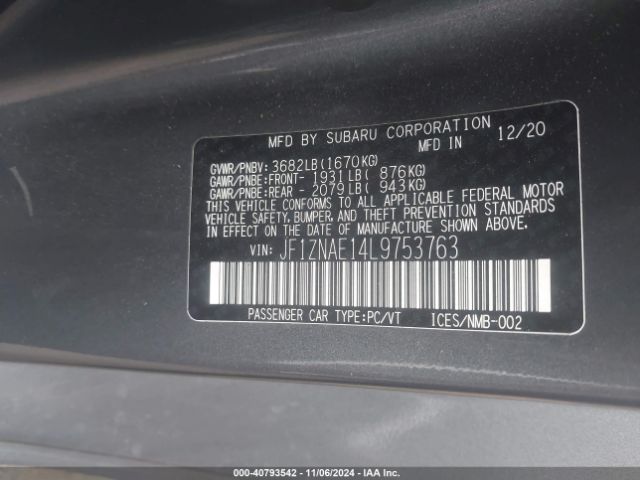 MFD BY SUBARU CORPORATION
MFD IN 12/20
GVWR/PNBV: 3682LB(1670KG)
GAWR/PNBE:FRONT- 1931LB( 876KG)
GAWR/PNBE:REAR - 2079LB( 943KG)
THIS VEHICLE CONFORMS TO ALL APPLICABLE FEDERAL MOTOR
VEHICLE SAFETY, BUMPER, AND THEFT PREVENTION STANDARDS
IN EFFECT ON THE DATE OF MANUFACTURE SHOWN ABOVE.
VIN: JF1ZNAE14L9753763
PASSENGER CAR TYPE:PC/VT ICES/NMB-002
000-40793542 - 11/06/2024 - IAA Inc.